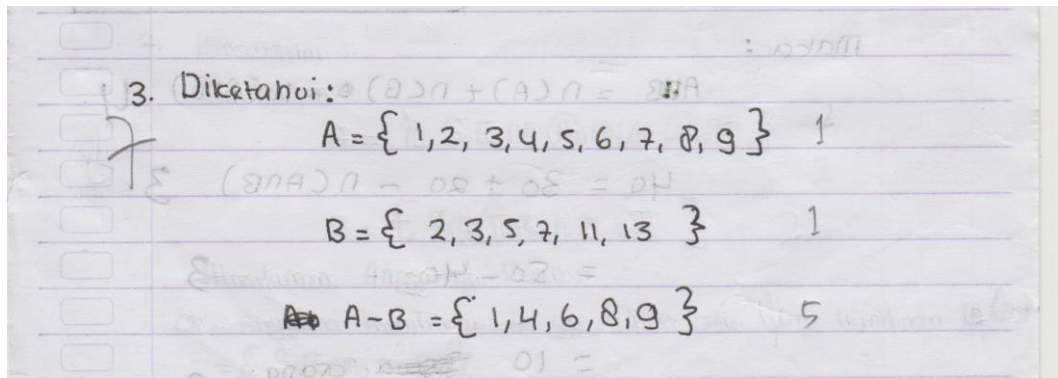 3. Diketahui:
7
A = { 1, 2, 3, 4, 5, 6, 7, 8, 9 } 1
B = { 2, 3, 5, 7, 11, 13 } 1
A-B = { 1, 4, 6, 8, 9 } 5